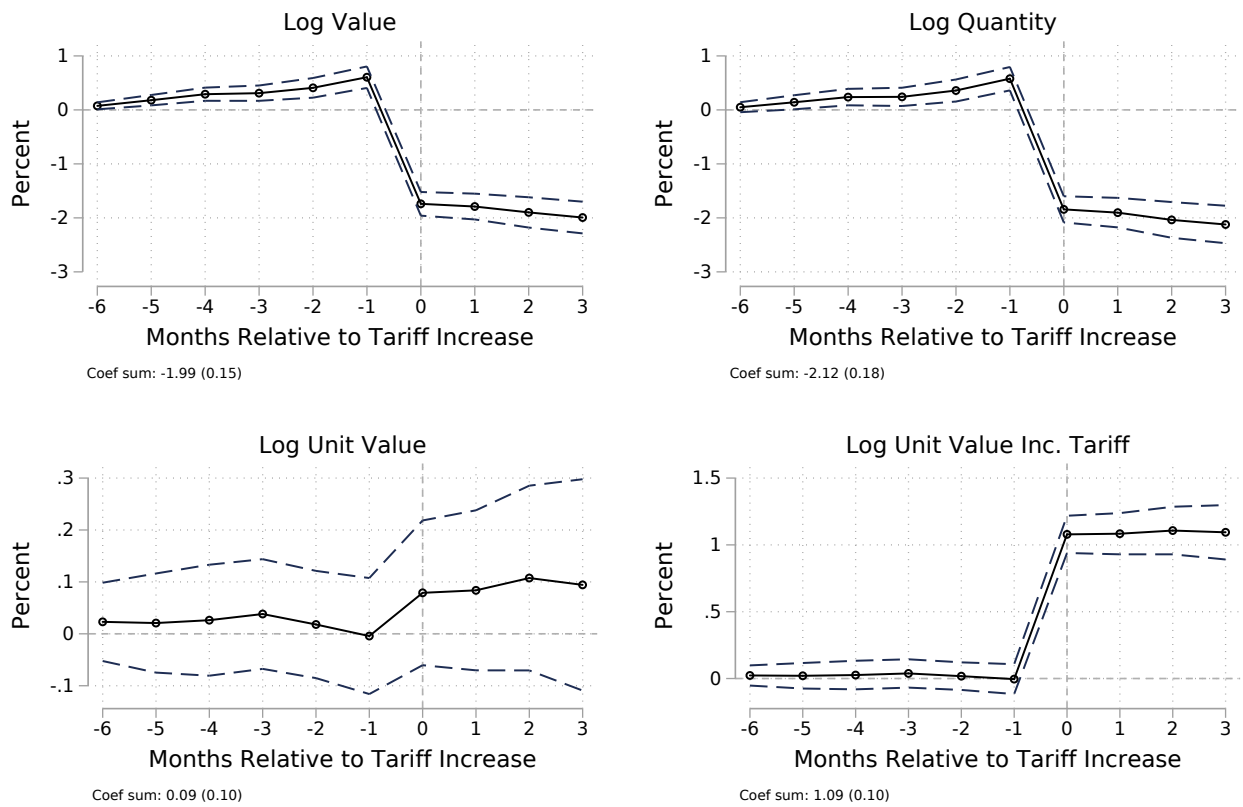 Log Value
Percent
1
0
-1
-2
-3
-6 -5 -4 -3 -2 -1 0 1 2 3
Months Relative to Tariff Increase
Coef sum: -1.99 (0.15)
Log Quantity
Percent
1
0
-1
-2
-3
-6 -5 -4 -3 -2 -1 0 1 2 3
Months Relative to Tariff Increase
Coef sum: -2.12 (0.18)
Log Unit Value
Percent
.3
.2
.1
0
-.1
-6 -5 -4 -3 -2 -1 0 1 2 3
Months Relative to Tariff Increase
Coef sum: 0.09 (0.10)
Log Unit Value Inc. Tariff
Percent
1.5
1
.5
0
-6 -5 -4 -3 -2 -1 0 1 2 3
Months Relative to Tariff Increase
Coef sum: 1.09 (0.10)